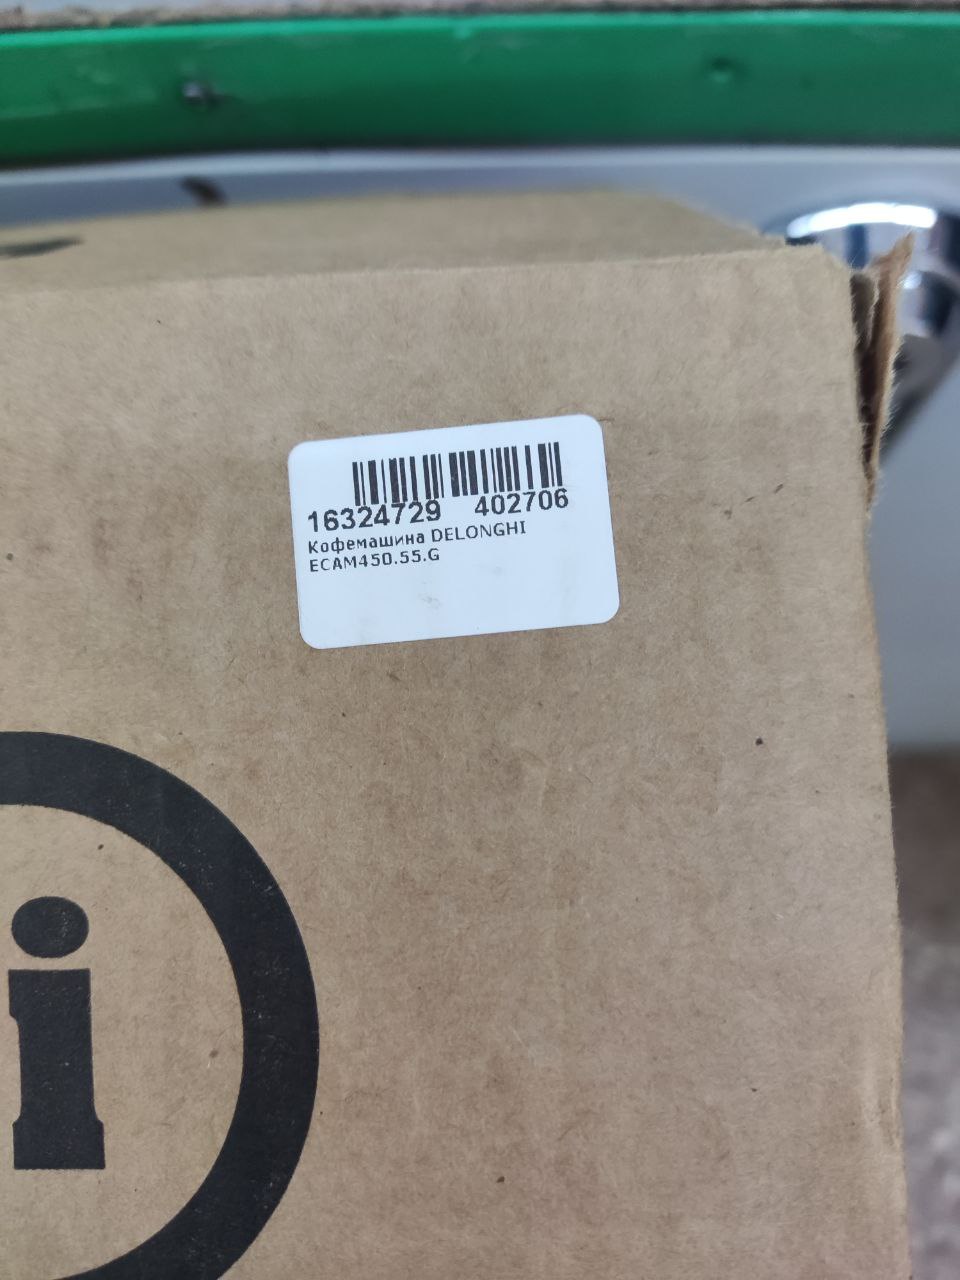 16324729 402706
Кофемашина DELONGHI
ECAM450.55.G
i